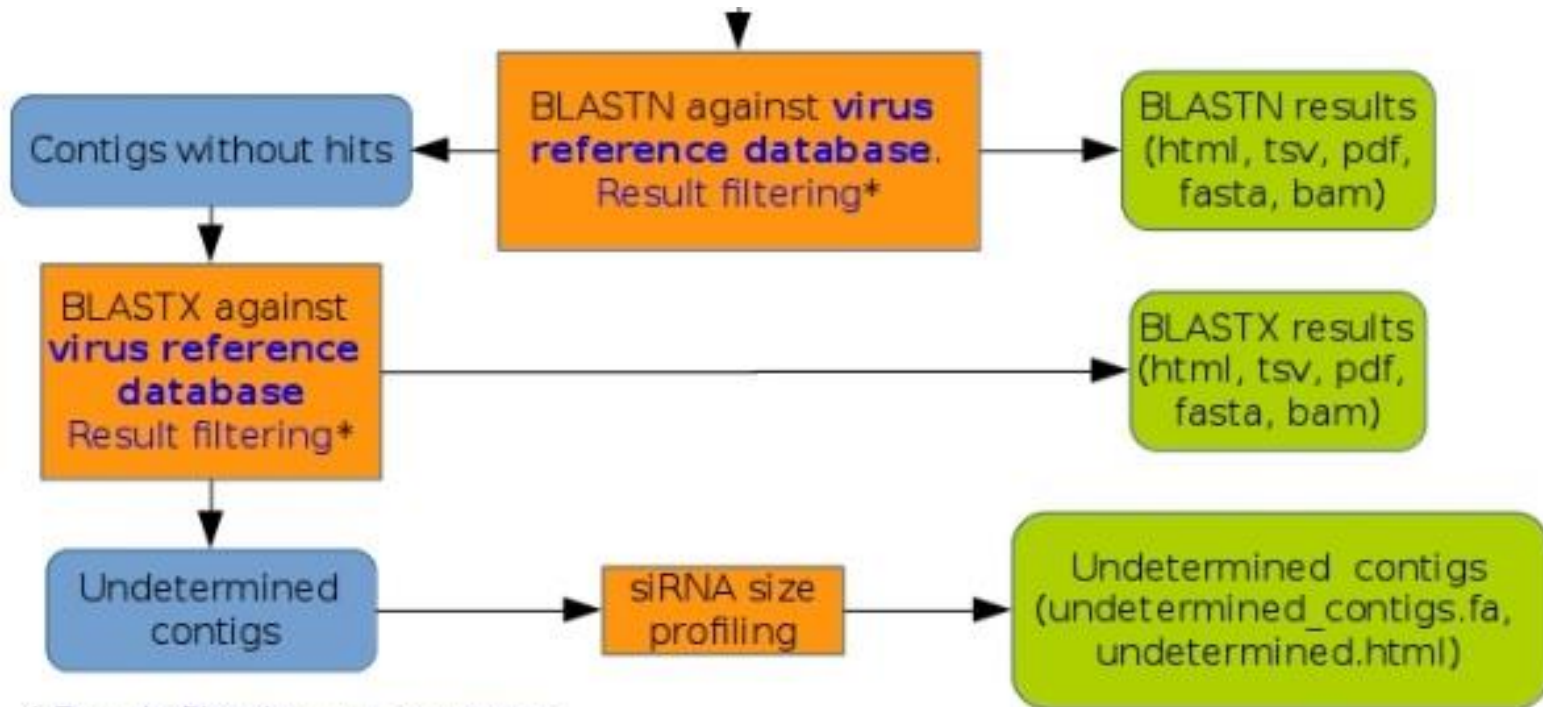 BLASTN against virus
reference database.
Result filtering*
BLASTN results
(html, tsv, pdf,
fasta, bam)
Contigs without hits
BLASTX against
virus reference
database
Result filtering*
BLASTX results
(html, tsv, pdf,
fasta, bam)
Undetermined
contigs
siRNA size
profiling
Undetermined contigs
(undetermined_contigs.fa,
undetermined.html)